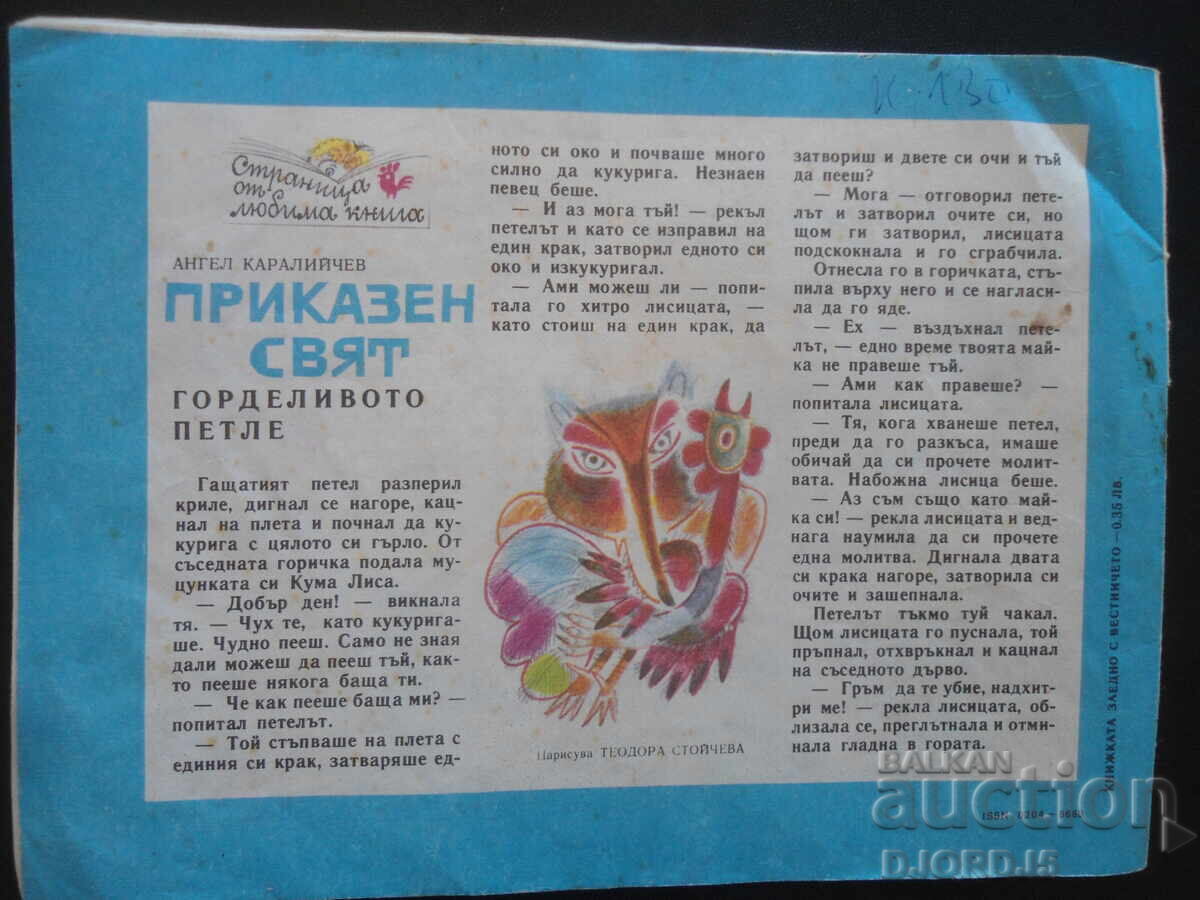 К-130
Страница
отъ
любима книга
АНГЕЛ КАРАЛИЙЧЕВ
ПРИКАЗЕН
СВЯТ
ГОРДЕЛИВОТО
ПЕТЛЕ
Гащатият петел разперил
криле, дигнал се нагоре, кац-
нал на плета и почнал да ку-
курига с цялото си гърло. От
съседната горичка подала му-
цунката си Кума Лиса.
— Добър ден! — викнала
тя. — Чух те, като кукурига-
ше. Чудно пееш. Само не зная
дали можеш да пееш тъй, как-
то пееше някога баща ти.
— Че как пееше баща ми? —
попитал петелът.
— Той стъпваше на плета с
единия си крак, затваряше ед-
ното си око и почваше много
силно да кукурига. Незнаен
певец беше.
— И аз мога тъй! — рекъл
петелът и като се изправил на
един крак, затворил едното си
око и изкукуригал.
— Ами можеш ли — попи-
тала го хитро лисицата, —
като стоиш на един крак, да
затвориш и двете си очи и тъй
да пееш?
— Мога — отговорил пете-
лът и затворил очите си, но
щом ги затворил, лисицата
подскокнала и го сграбчила.
Отнесла го в горичката, стъ-
пила върху него и се нагласи-
ла да го яде.
— Ех — въздъхнал пете-
лът, — едно време твоята май-
ка не правеше тъй.
— Ами как правеше? —
попитала лисицата.
— Тя, кога хванеше петел,
преди да го разкъса, имаше
обичай да си прочете молит-
вата. Набожна лисица беше.
— Аз съм също като май-
ка си! — рекла лисицата и вед-
нага наумила да си прочете
една молитва. Дигнала двата
си крака нагоре, затворила си
очите и зашепнала.
Петелът тъкмо туй чакал.
Щом лисицата го пуснала, той
пръпнал, отхвръкнал и кацнал
на съседното дърво.
— Гръм да те убие, надхит-
ри ме! — рекла лисицата, об-
лизала се, преглътнала и отми-
нала гладна в гората.
Нарисува ТЕОДОРА СТОЙЧЕВА
КНИЖКАТА ЗАЕДНО С ВЕСТНИЧЕТО — 0.35 ЛВ.
ISSN 0204 —
BALKAN
auction
DJORD.15